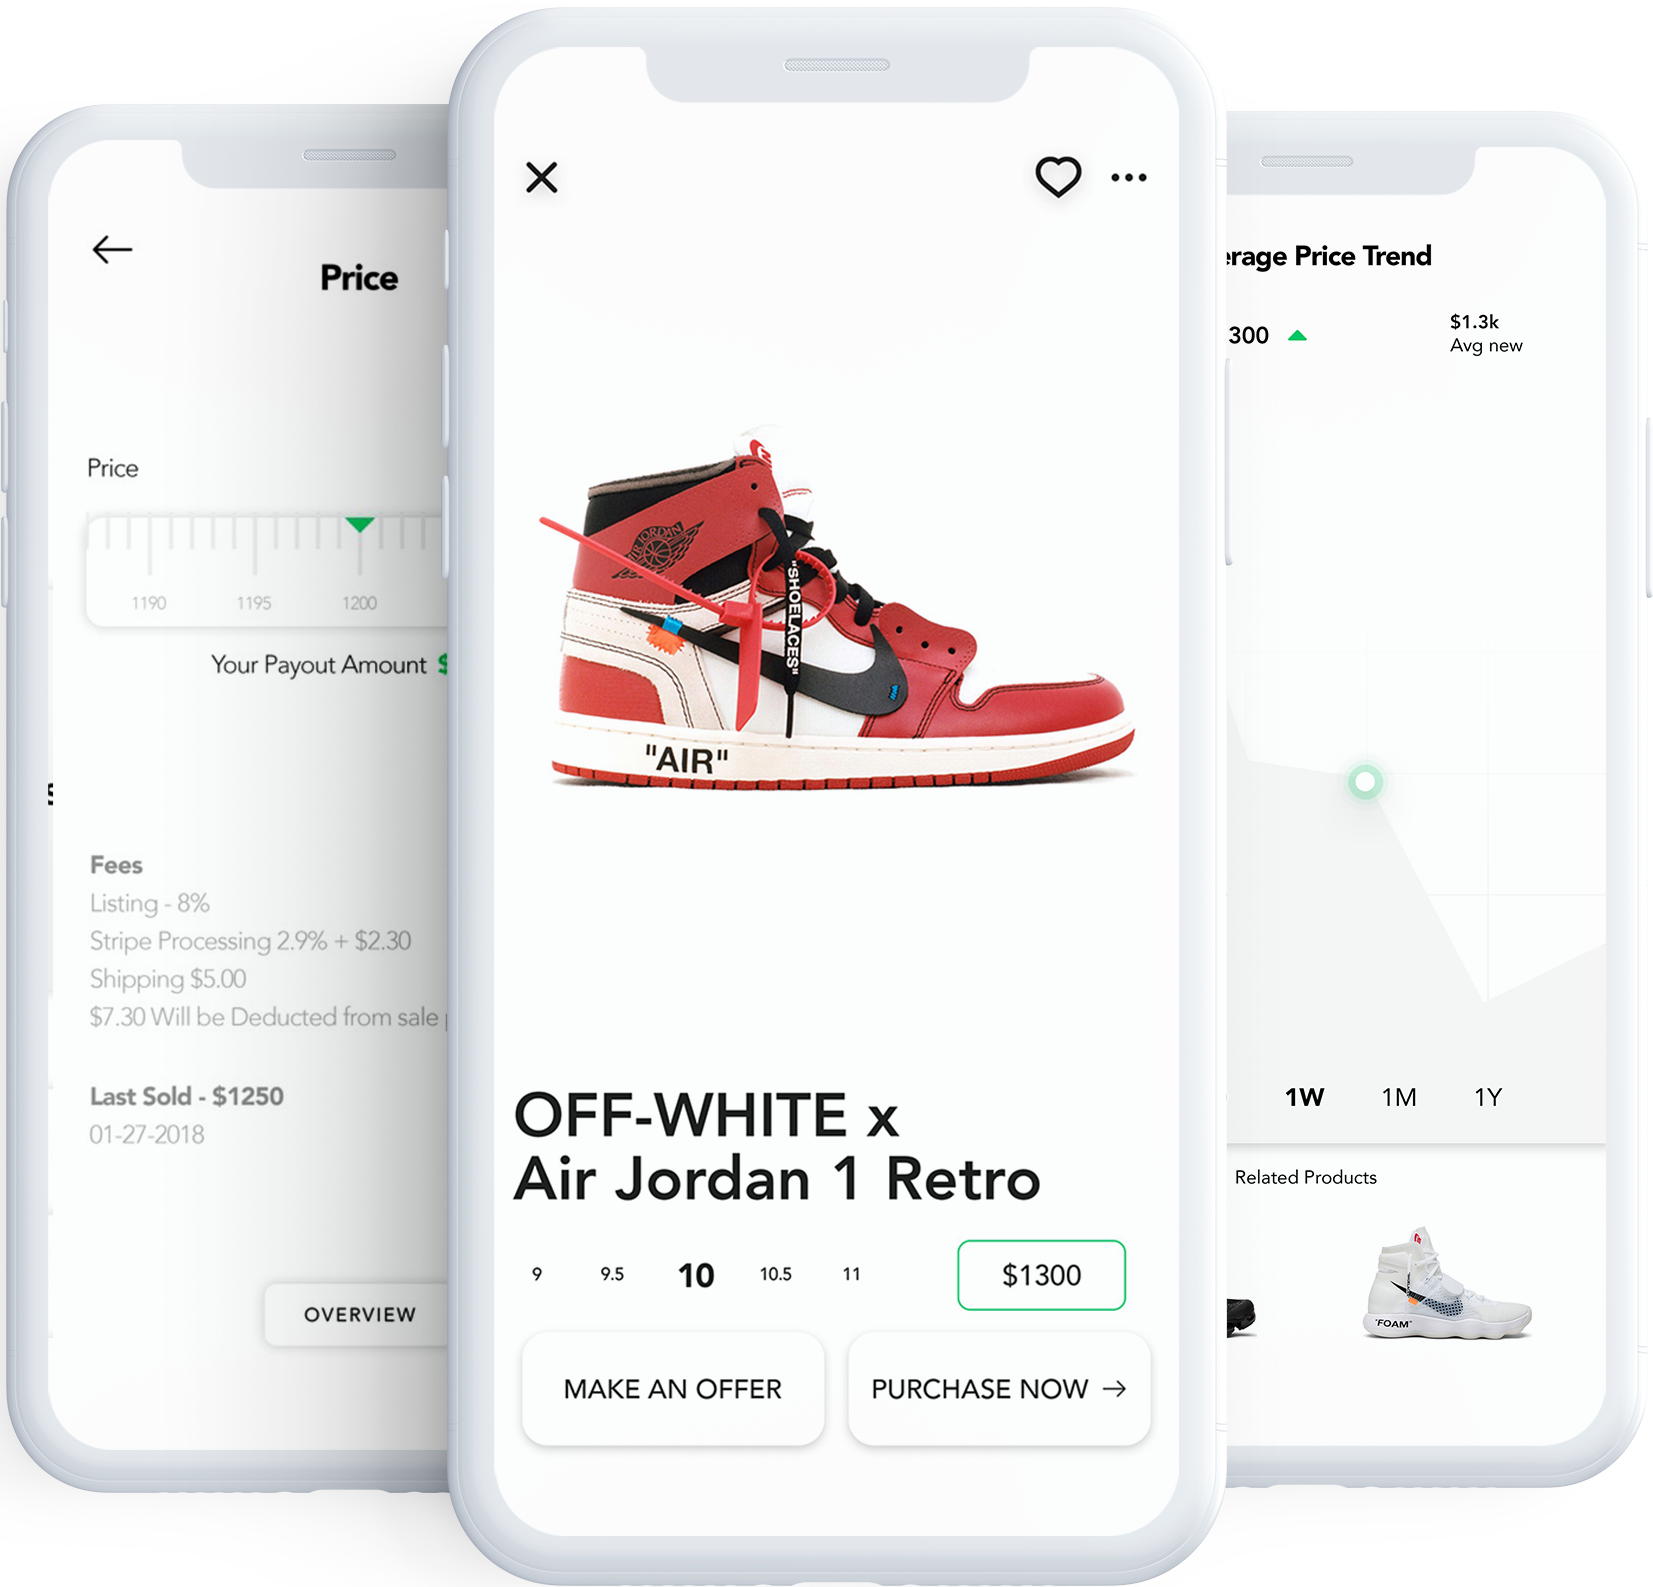 Price
Price
1190 1195 1200
Your Payout Amount $
Fees
Listing - 8%
Stripe Processing 2.9% + $2.30
Shipping $5.00
$7.30 Will be Deducted from sale
Last Sold - $1250
01-27-2018
OVERVIEW
AIR JORDAN
"SHOELACES"
"AIR"
OFF-WHITE x
Air Jordan 1 Retro
9 9.5 10 10.5 11
$1300
MAKE AN OFFER
PURCHASE NOW →
erage Price Trend
300
$1.3k
Avg new
1W 1M 1Y
Related Products
"FOAM"